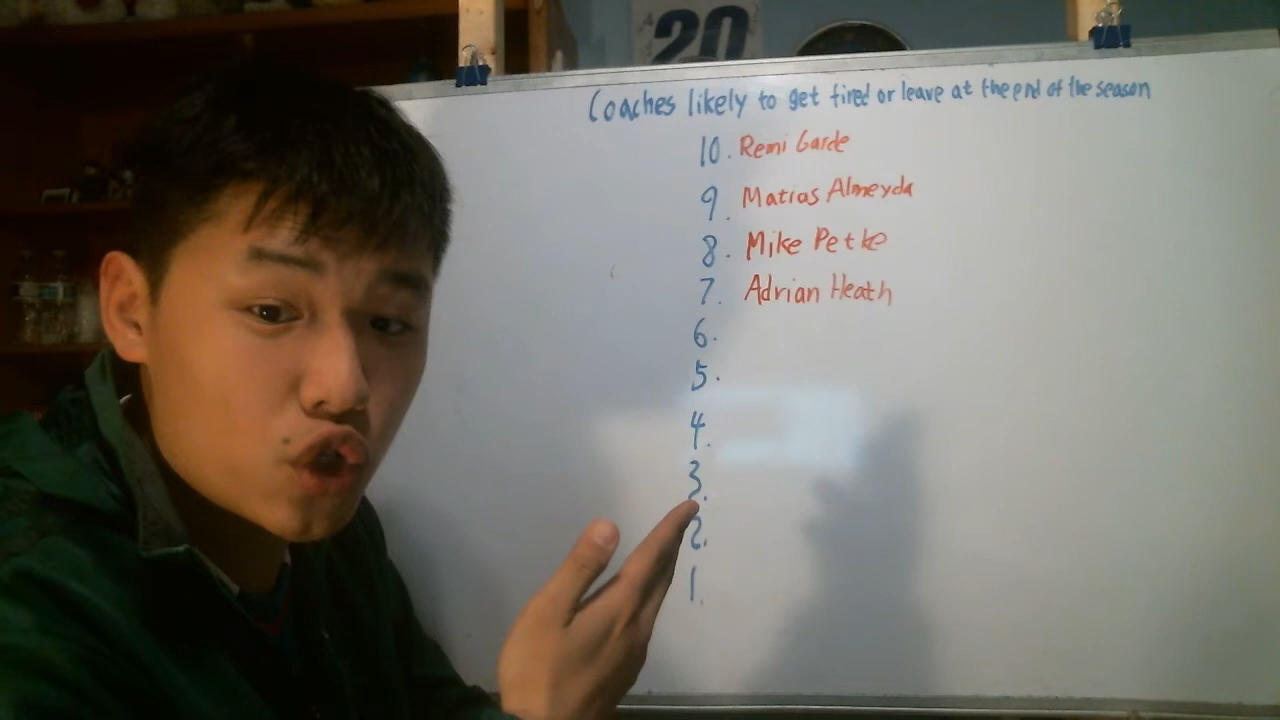 20
Coaches likely to get fired or leave at the end of the season
10. Remi Garde
9. Matias Almeyda
8. Mike Petke
7. Adrian Heath
6.
5.
4.
3.
2.
1.